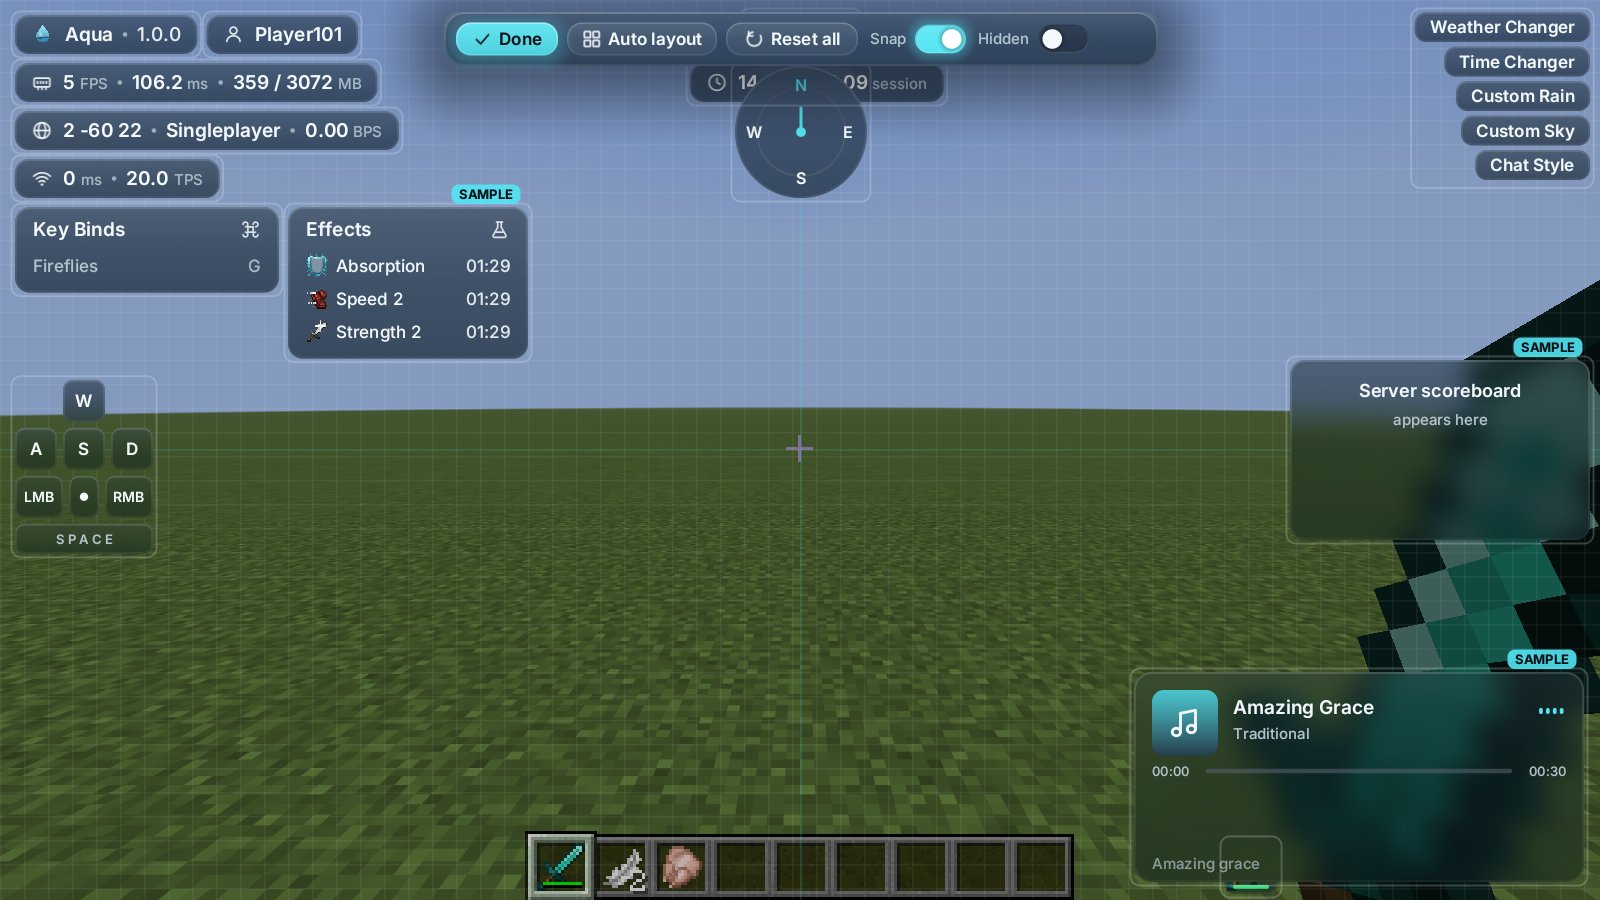 Aqua • 1.0.0
Player101
Done
Auto layout
Reset all
Snap
Hidden
Weather Changer
Time Changer
Custom Rain
Custom Sky
Chat Style
5 FPS • 106.2 ms • 359 / 3072 MB
14
09 session
N
W
E
S
2 -60 22 • Singleplayer • 0.00 BPS
0 ms • 20.0 TPS
Key Binds
Fireflies G
SAMPLE
Effects
Absorption 01:29
Speed 2 01:29
Strength 2 01:29
W
A S D
LMB RMB
SPACE
SAMPLE
Server scoreboard
appears here
SAMPLE
Amazing Grace
Traditional
00:00 00:30
Amazing grace
2